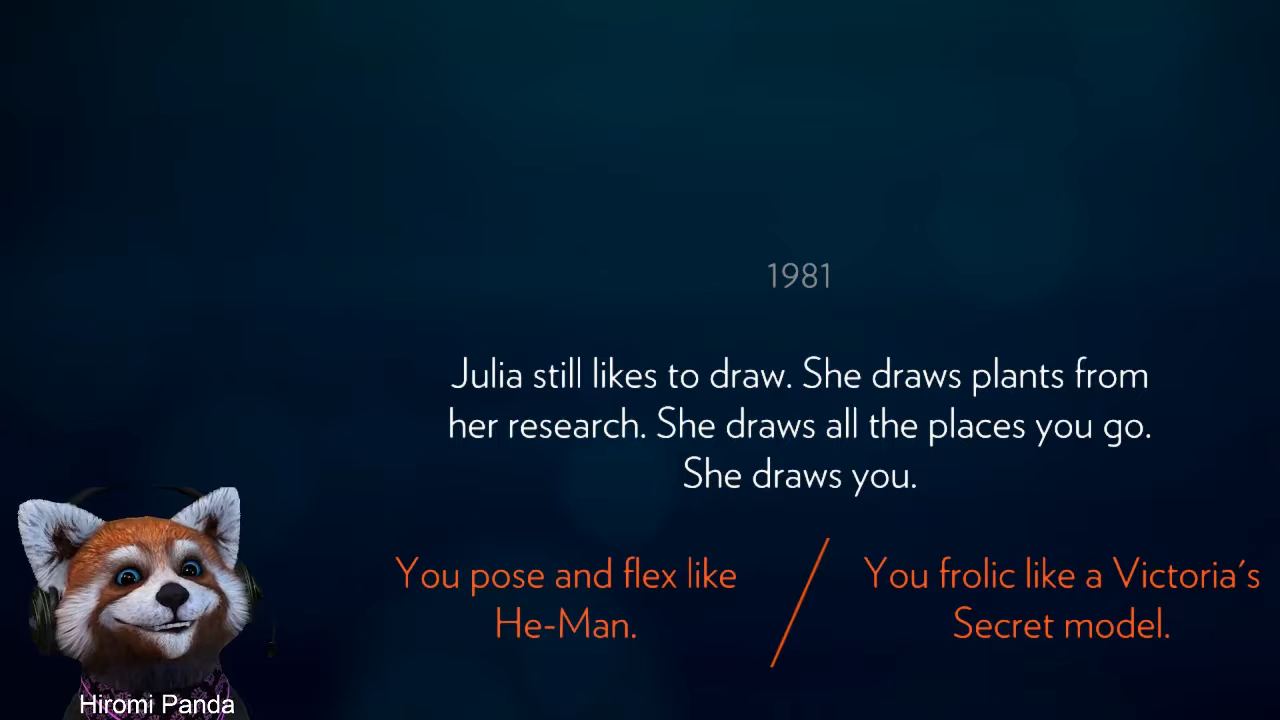 1981
Julia still likes to draw. She draws plants from
her research. She draws all the places you go.
She draws you.
You pose and flex like
He-Man.
You frolic like a Victoria's
Secret model.
Hiromi Panda